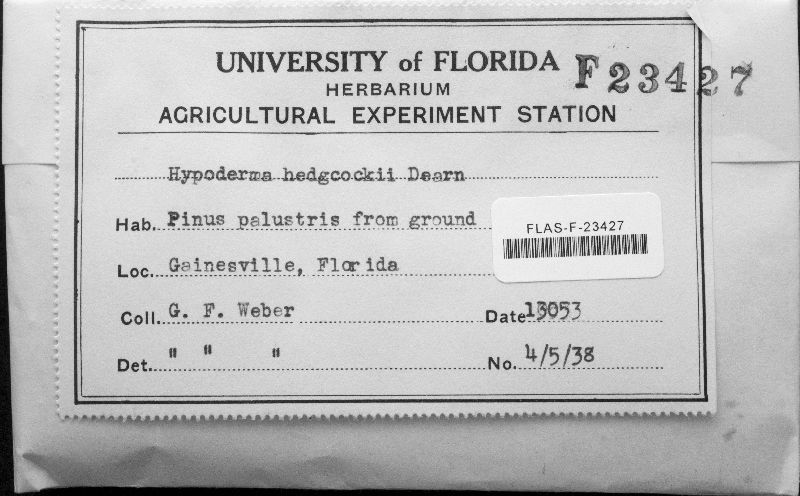 UNIVERSITY of FLORIDA F23427
HERBARIUM
AGRICULTURAL EXPERIMENT STATION
Hypoderma hedgcockii Dearn
Hab. Pinus palustris from ground
FLAS-F-23427
Loc. Gainesville, Florida
Coll. G. F. Weber Date
Det. " " " No. 4/5/38